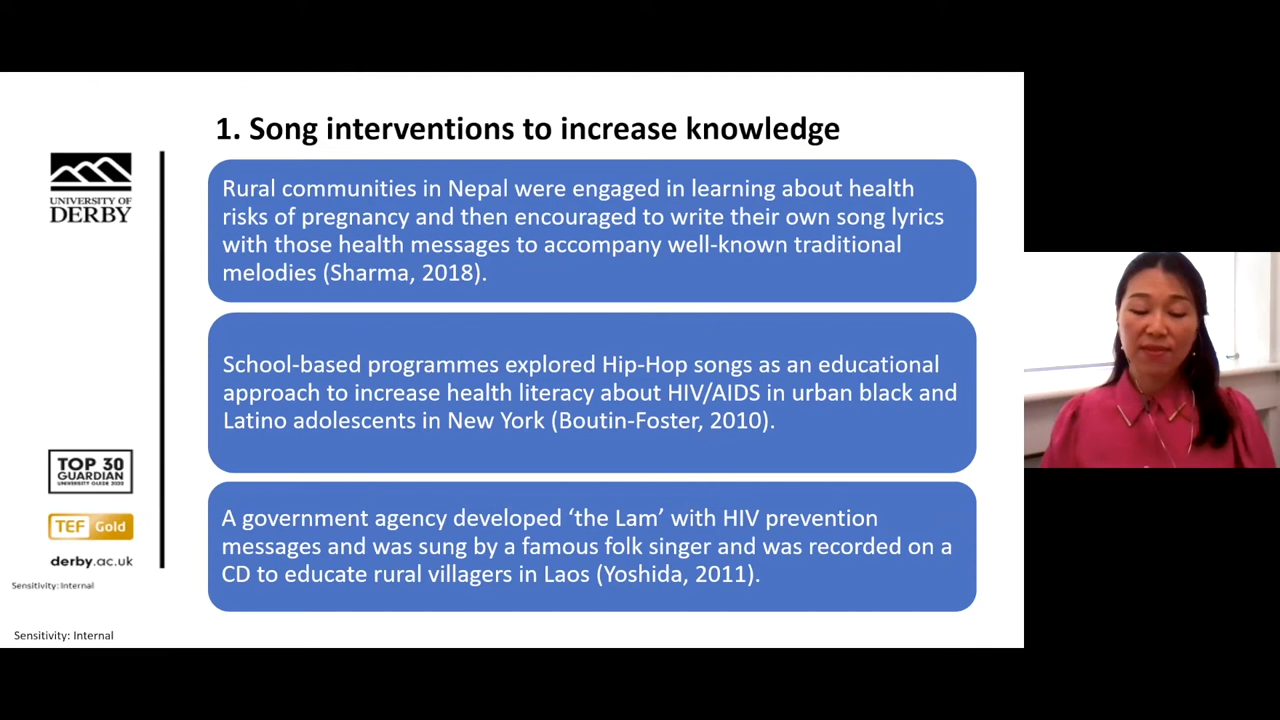 1. Song interventions to increase knowledge
UNIVERSITY OF
DERBY
Rural communities in Nepal were engaged in learning about health
risks of pregnancy and then encouraged to write their own song lyrics
with those health messages to accompany well-known traditional
melodies (Sharma, 2018).
School-based programmes explored Hip-Hop songs as an educational
approach to increase health literacy about HIV/AIDS in urban black and
Latino adolescents in New York (Boutin-Foster, 2010).
TOP 30
GUARDIAN
UNIVERSITY GUIDE 2020
TEF Gold
derby.ac.uk
A government agency developed ‘the Lam’ with HIV prevention
messages and was sung by a famous folk singer and was recorded on a
CD to educate rural villagers in Laos (Yoshida, 2011).
Sensitivity: Internal
Sensitivity: Internal